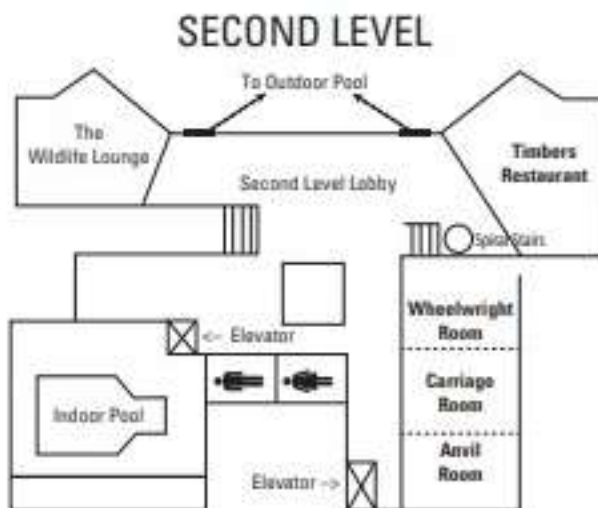 SECOND LEVEL
To Outdoor Pool
The
Wildlife Lounge
Timbers
Restaurant
Second Level Lobby
Spiral Stairs
Wheelwright
Room
<- Elevator
Carriage
Room
Indoor Pool
Anvil
Room
Elevator ->